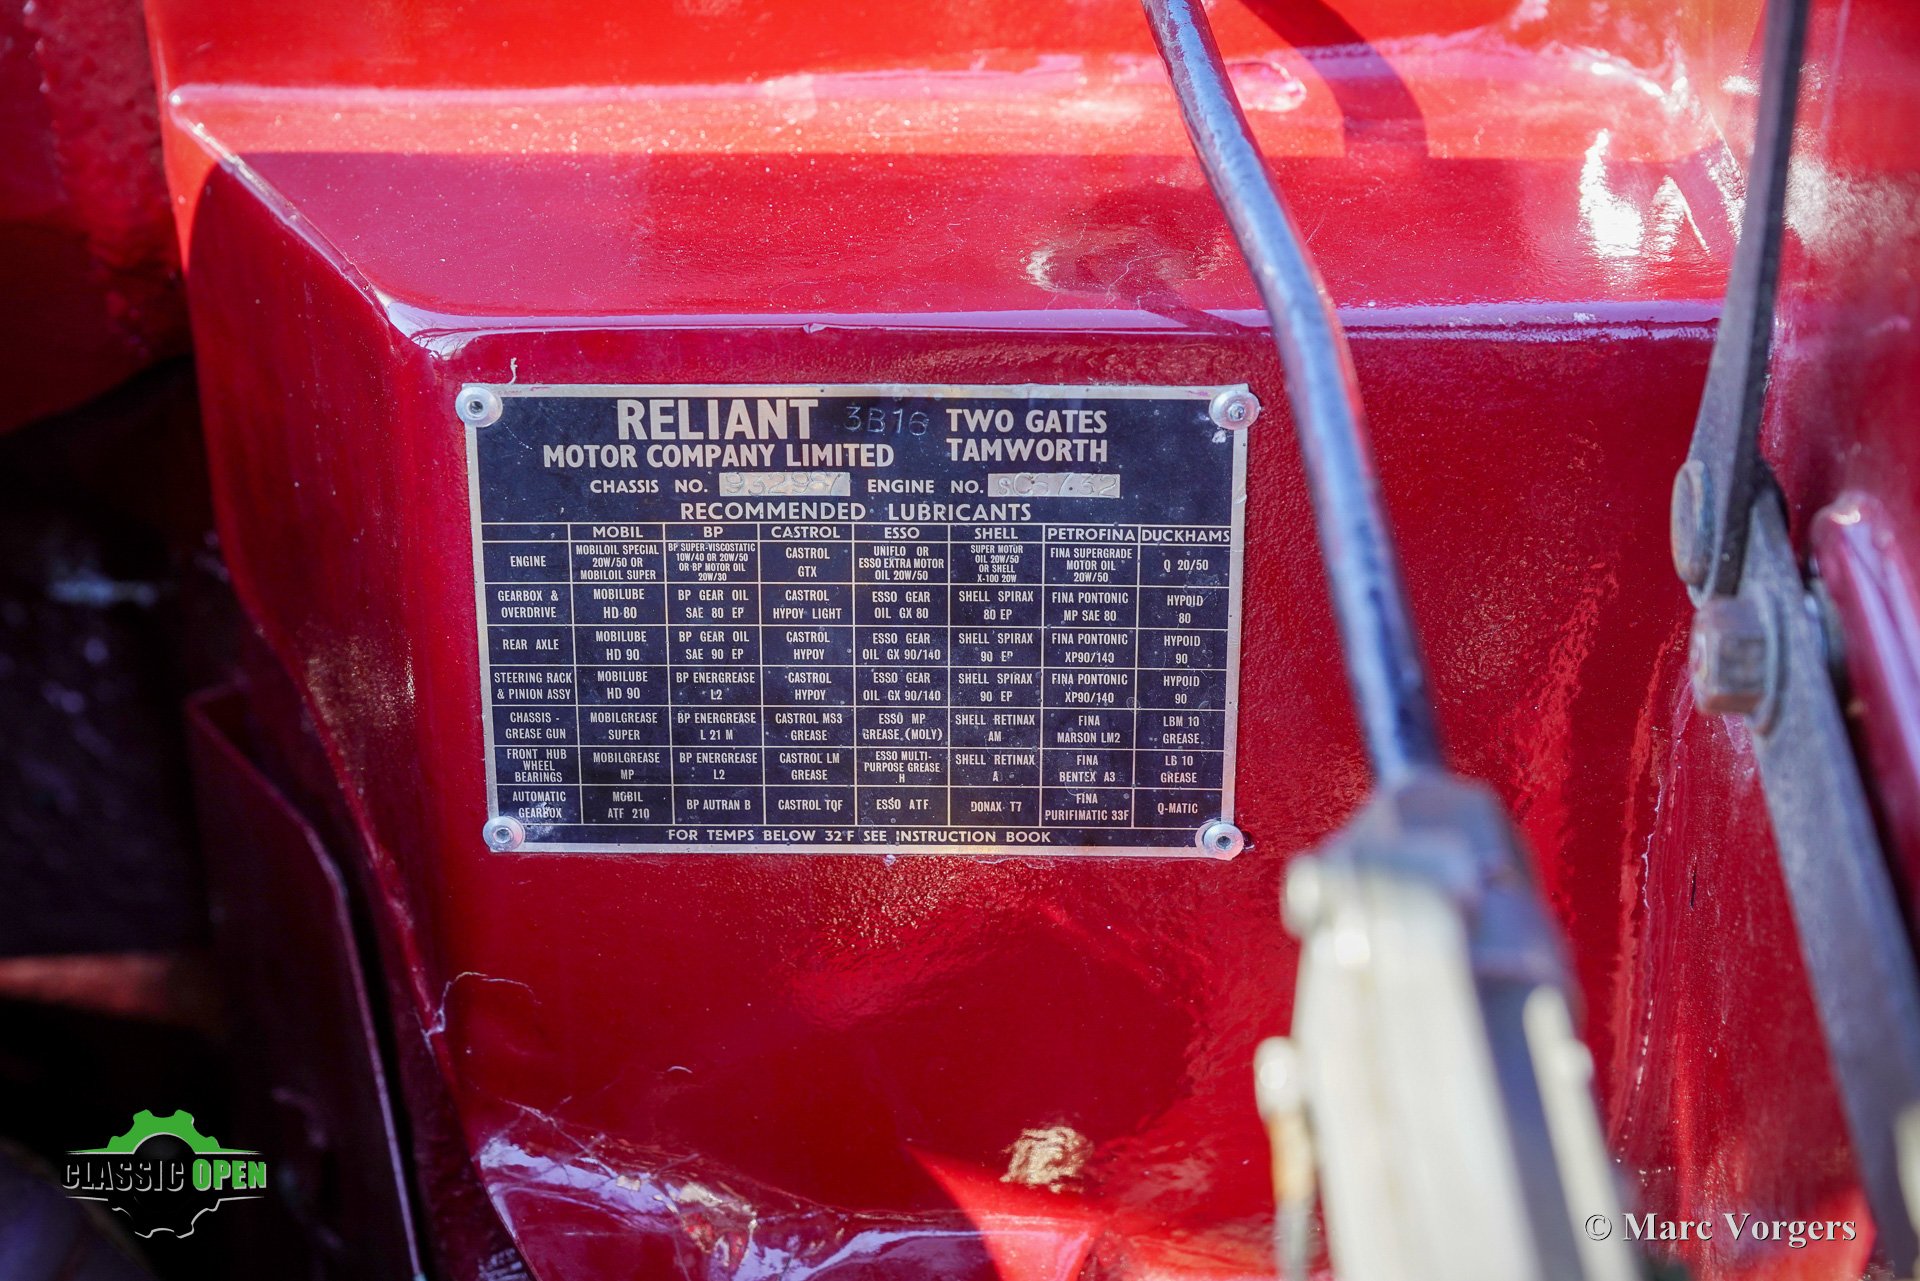 RELIANT 3B16 TWO GATES
MOTOR COMPANY LIMITED TAMWORTH
CHASSIS NO. ENGINE NO.
RECOMMENDED LUBRICANTS
MOBIL BP CASTROL ESSO SHELL PETROFINA DUCKHAMS
ENGINE
MOBILOIL SPECIAL
20W/50 OR
MOBILOIL SUPER
BP SUPER-VISCOSTATIC
10W/40 OR 20W/50
OR BP MOTOR OIL
20W/30
CASTROL
GTX
UNIFLO OR
ESSO EXTRA MOTOR
OIL 20W/50
SUPER MOTOR
OIL 20W/50
OR SHELL
X-100 20W
FINA SUPERGRADE
MOTOR OIL
20W/50
Q 20/50
GEARBOX &
OVERDRIVE
MOBILUBE
HD 80
BP GEAR OIL
SAE 80 EP
CASTROL
HYPOY LIGHT
ESSO GEAR
OIL GX 80
SHELL SPIRAX
80 EP
FINA PONTONIC
MP SAE 80
HYPOID
80
REAR AXLE
MOBILUBE
HD 90
BP GEAR OIL
SAE 90 EP
CASTROL
HYPOY
ESSO GEAR
OIL GX 90/140
SHELL SPIRAX
90 EP
FINA PONTONIC
XP90/140
HYPOID
90
STEERING RACK
& PINION ASSY
MOBILUBE
HD 90
BP ENERGREASE
L2
CASTROL
HYPOY
ESSO GEAR
OIL GX 90/140
SHELL SPIRAX
90 EP
FINA PONTONIC
XP90/140
HYPOID
90
CHASSIS -
GREASE GUN
MOBILGREASE
SUPER
BP ENERGREASE
L 21 M
CASTROL MS3
GREASE
ESSO MP
GREASE (MOLY)
SHELL RETINAX
AM
FINA
MARSON LM2
LBM 10
GREASE
FRONT HUB
WHEEL
BEARINGS
MOBILGREASE
MP
BP ENERGREASE
L2
CASTROL LM
GREASE
ESSO MULTI-
PURPOSE GREASE
H
SHELL RETINAX
A
FINA
BENTEX A3
LB 10
GREASE
AUTOMATIC
GEARBOX
MOBIL
ATF 210
BP AUTRAN B
CASTROL TQF
ESSO ATF
DONAX T7
FINA
PURIFIMATIC 33F
Q-MATIC
FOR TEMPS BELOW 32°F SEE INSTRUCTION BOOK
CLASSIC OPEN
© Marc Vorgers